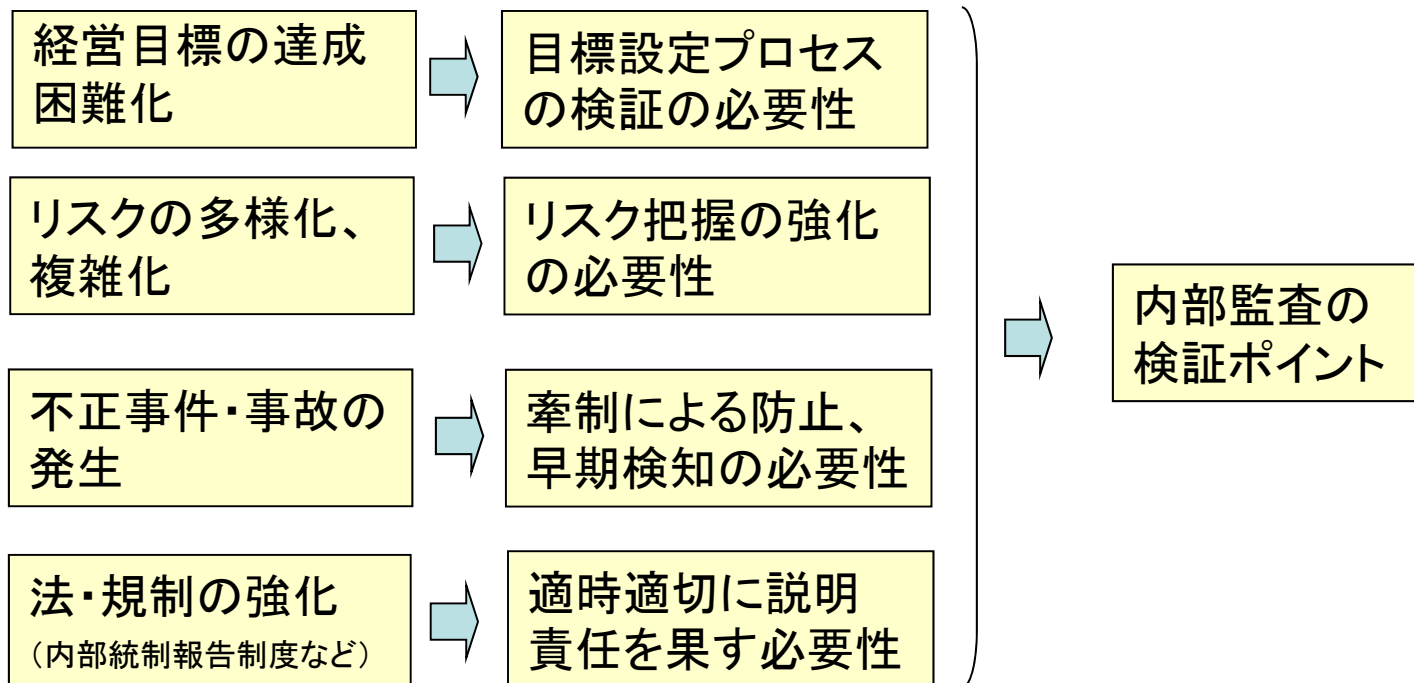 経営目標の達成
困難化
目標設定プロセス
の検証の必要性
リスクの多様化、
複雑化
リスク把握の強化
の必要性
不正事件・事故の
発生
牽制による防止、
早期検知の必要性
法・規制の強化
（内部統制報告制度など）
適時適切に説明
責任を果す必要性
内部監査の
検証ポイント